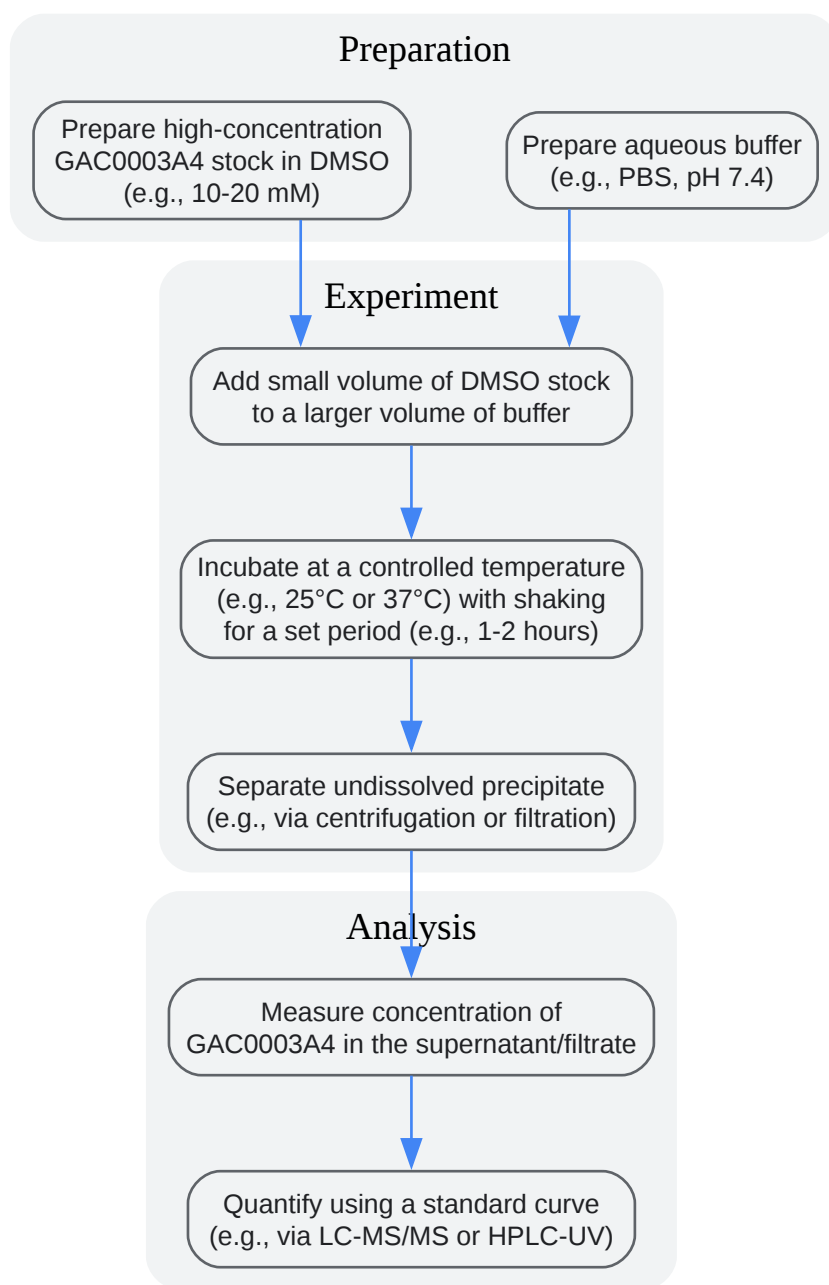 Preparation
Prepare high-concentration
GAC0003A4 stock in DMSO
(e.g., 10-20 mM)
Prepare aqueous buffer
(e.g., PBS, pH 7.4)
Experiment
Add small volume of DMSO stock
to a larger volume of buffer
Incubate at a controlled temperature
(e.g., 25°C or 37°C) with shaking
for a set period (e.g., 1-2 hours)
Separate undissolved precipitate
(e.g., via centrifugation or filtration)
Analysis
Measure concentration of
GAC0003A4 in the supernatant/filtrate
Quantify using a standard curve
(e.g., via LC-MS/MS or HPLC-UV)